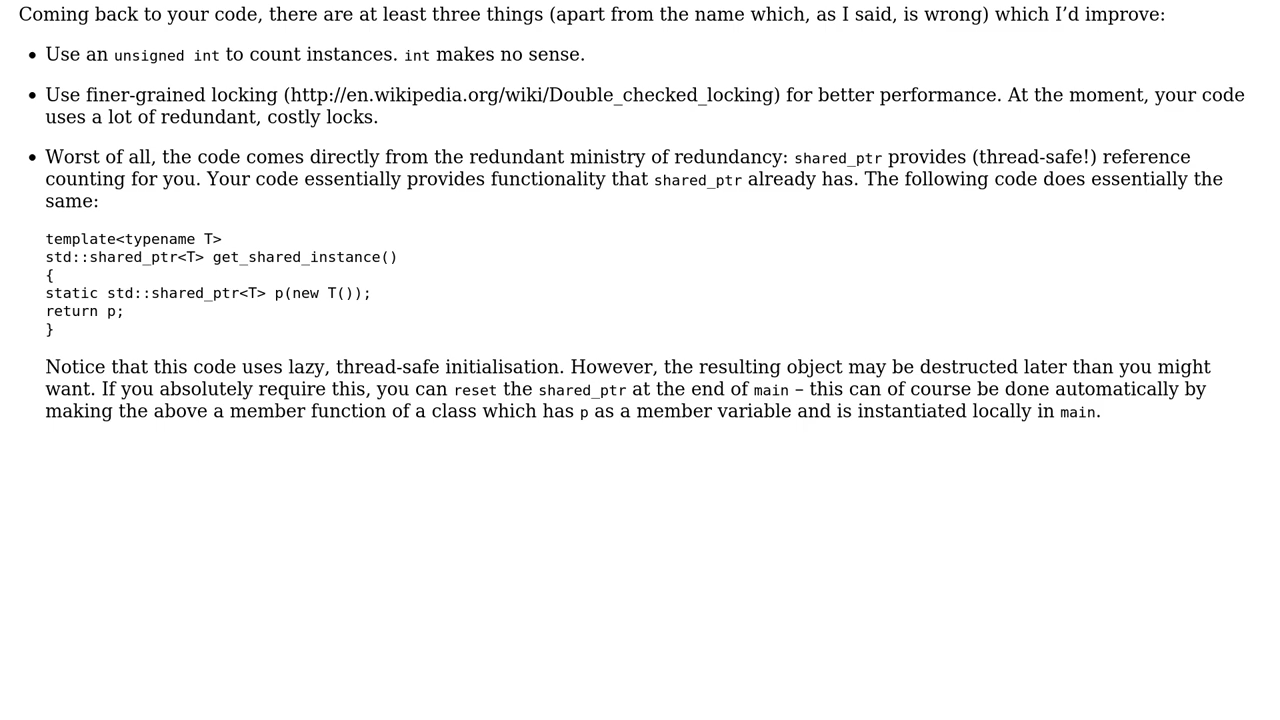 Coming back to your code, there are at least three things (apart from the name which, as I said, is wrong) which I’d improve:
• Use an unsigned int to count instances. int makes no sense.
• Use finer-grained locking (http://en.wikipedia.org/wiki/Double_checked_locking) for better performance. At the moment, your code
uses a lot of redundant, costly locks.
• Worst of all, the code comes directly from the redundant ministry of redundancy: shared_ptr provides (thread-safe!) reference
counting for you. Your code essentially provides functionality that shared_ptr already has. The following code does essentially the
same:
template<typename T>
std::shared_ptr<T> get_shared_instance()
{
static std::shared_ptr<T> p(new T());
return p;
}
Notice that this code uses lazy, thread-safe initialisation. However, the resulting object may be destructed later than you might
want. If you absolutely require this, you can reset the shared_ptr at the end of main – this can of course be done automatically by
making the above a member function of a class which has p as a member variable and is instantiated locally in main.